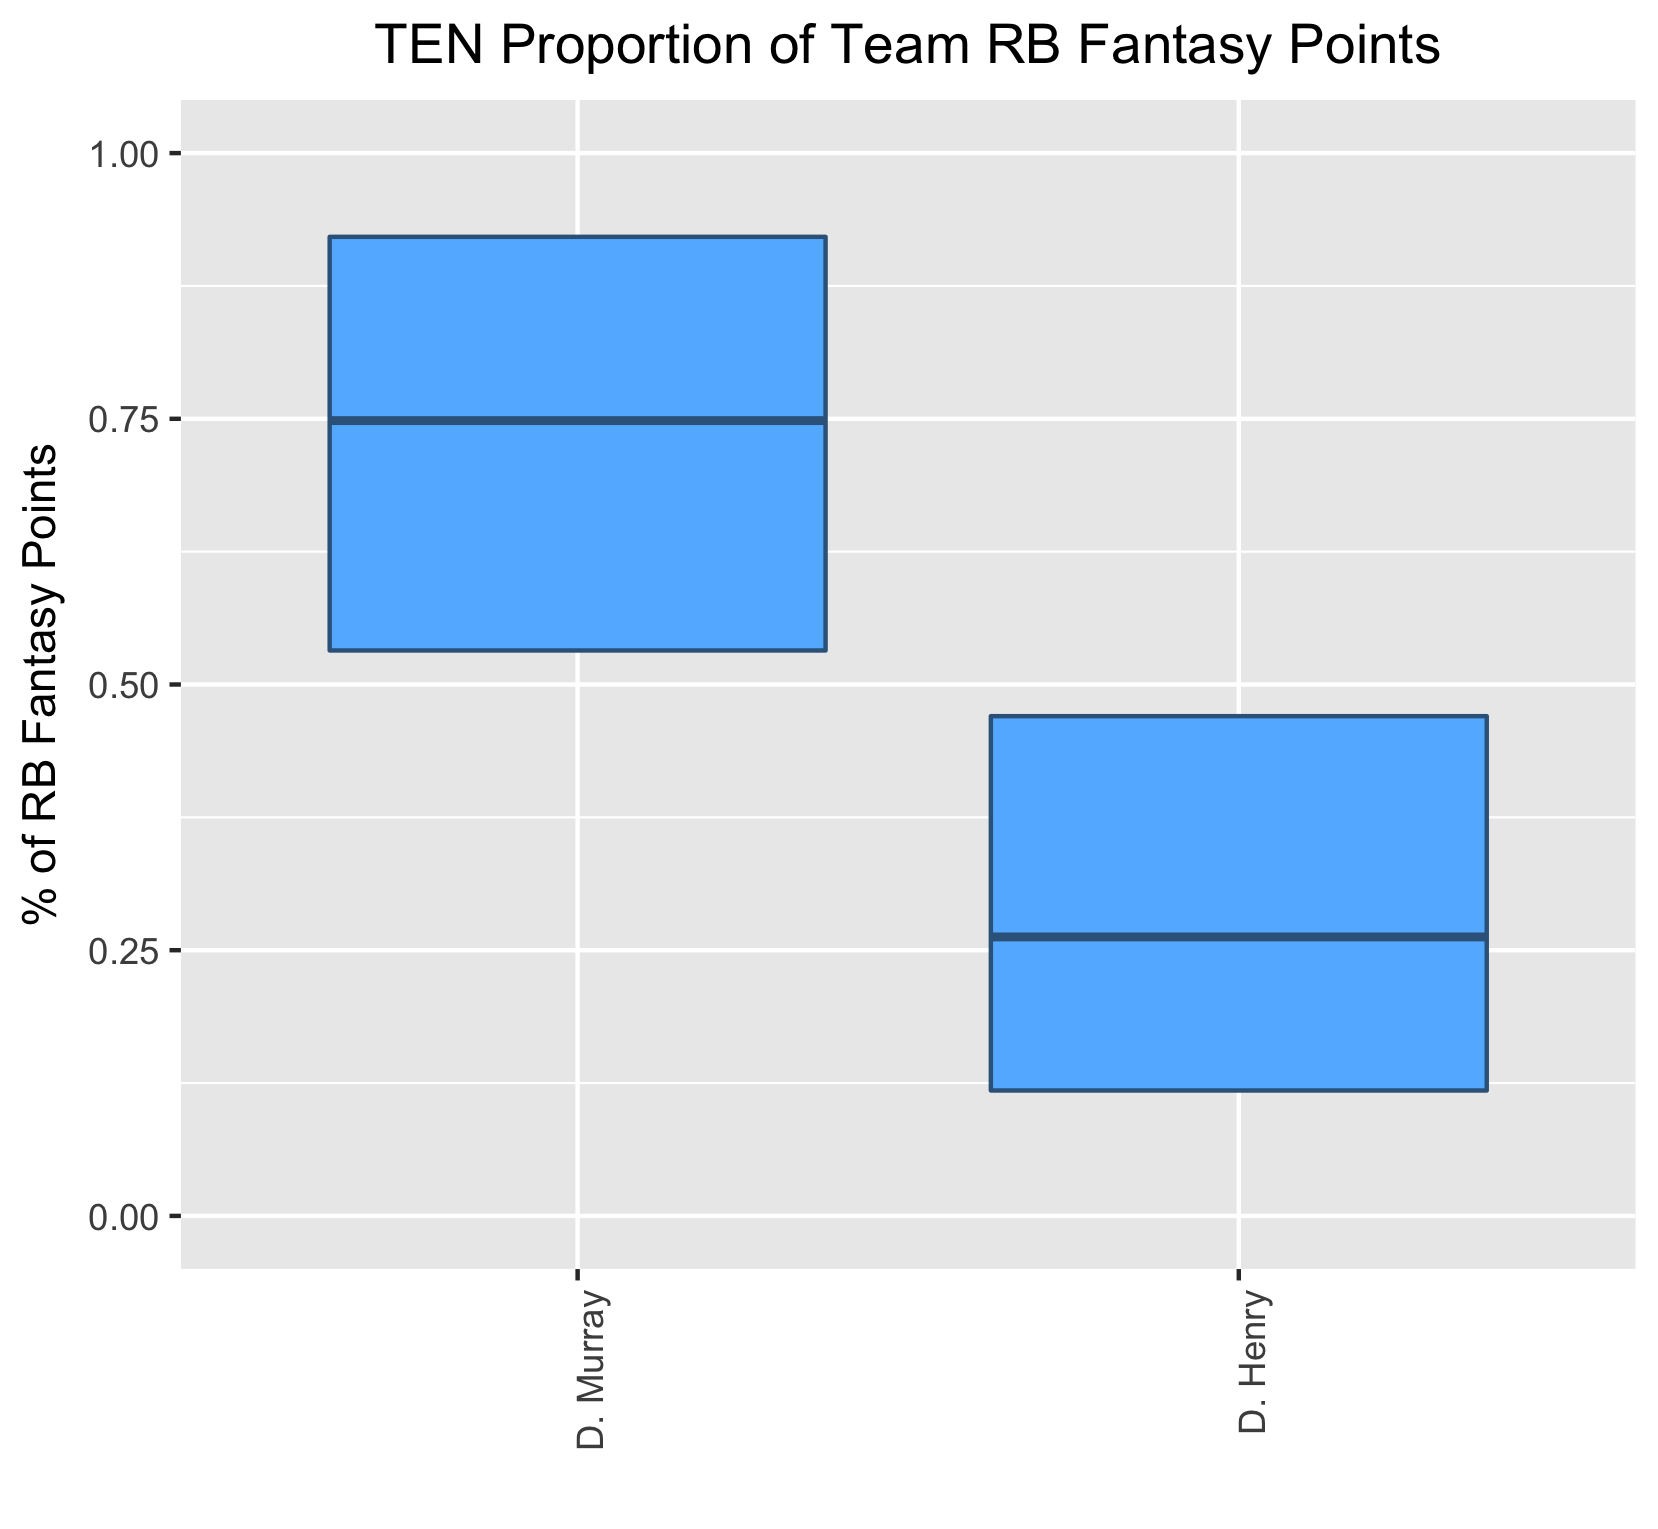 TEN Proportion of Team RB Fantasy Points
% of RB Fantasy Points
1.00
0.75
0.50
0.25
0.00
D. Murray
D. Henry